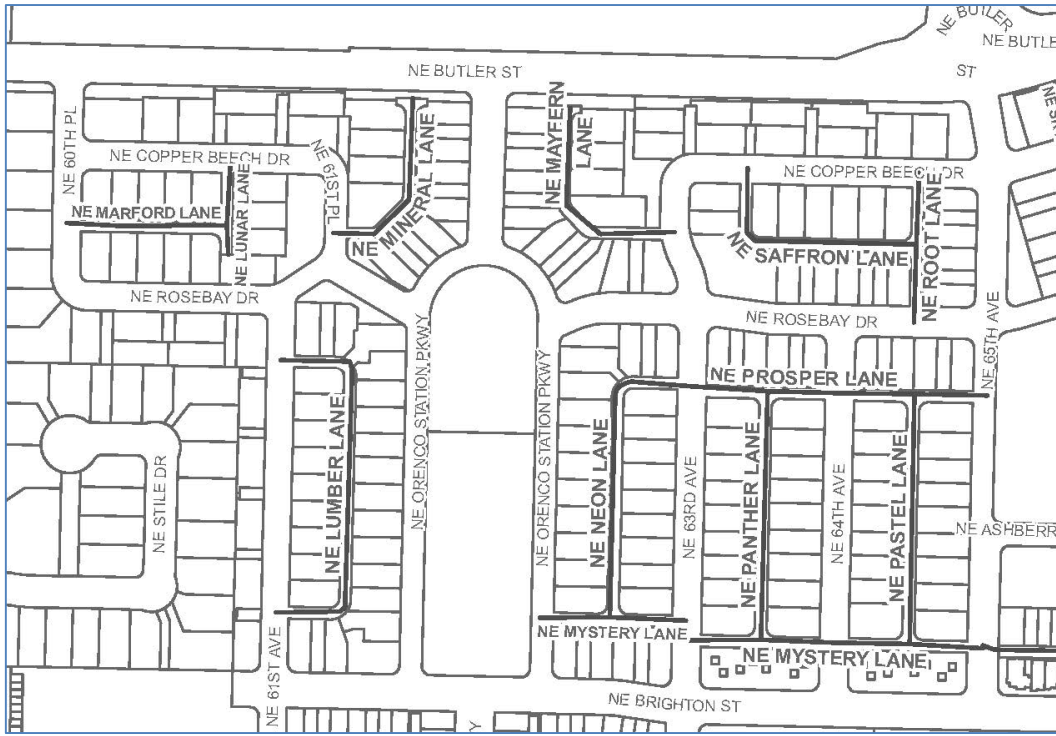 NE BUTLER
NE BUTLE
NE BUTLER ST
ST
NE 60TH PL
NE COPPER BEECH DR
NE 61ST PL
NE MINERAL LANE
NE MAYFERN
LANE
NE COPPER BEECH DR
NE MARFORD LANE
NE LUNAR LANE
NE SAFFRON LANE
NE ROOT LANE
NE ROSEBAY DR
NE ROSEBAY DR
NE 65TH AVE
NE ORENCO STATION PKWY
NE ORENCO STATION PKWY
NE PROSPER LANE
NE STILE DR
NE LUMBER LANE
NE NEON LANE
NE 63RD AVE
NE PANTHER LANE
NE 64TH AVE
NE PASTEL LANE
NE ASHBERR
NE 61ST AVE
NE MYSTERY LANE
NE MYSTERY LANE
NE BRIGHTON ST
Y